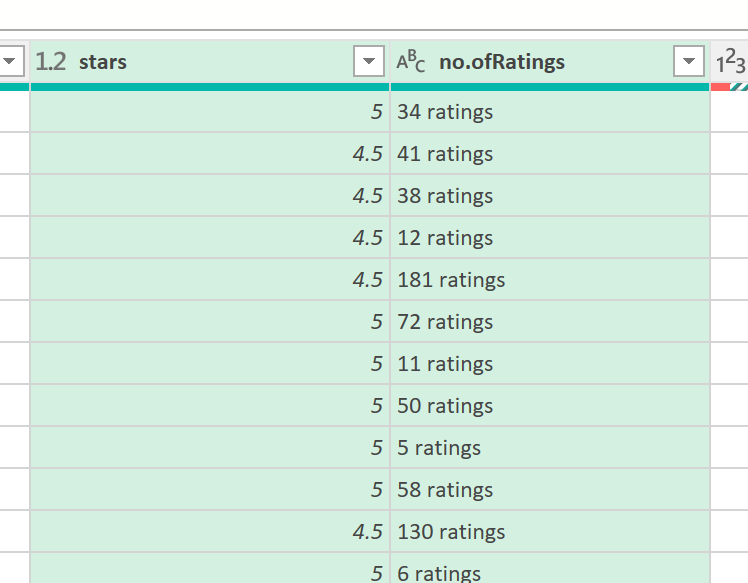 1.2 stars ABC no.ofRatings 123
5 34 ratings
4.5 41 ratings
4.5 38 ratings
4.5 12 ratings
4.5 181 ratings
5 72 ratings
5 11 ratings
5 50 ratings
5 5 ratings
5 58 ratings
4.5 130 ratings
5 6 ratings